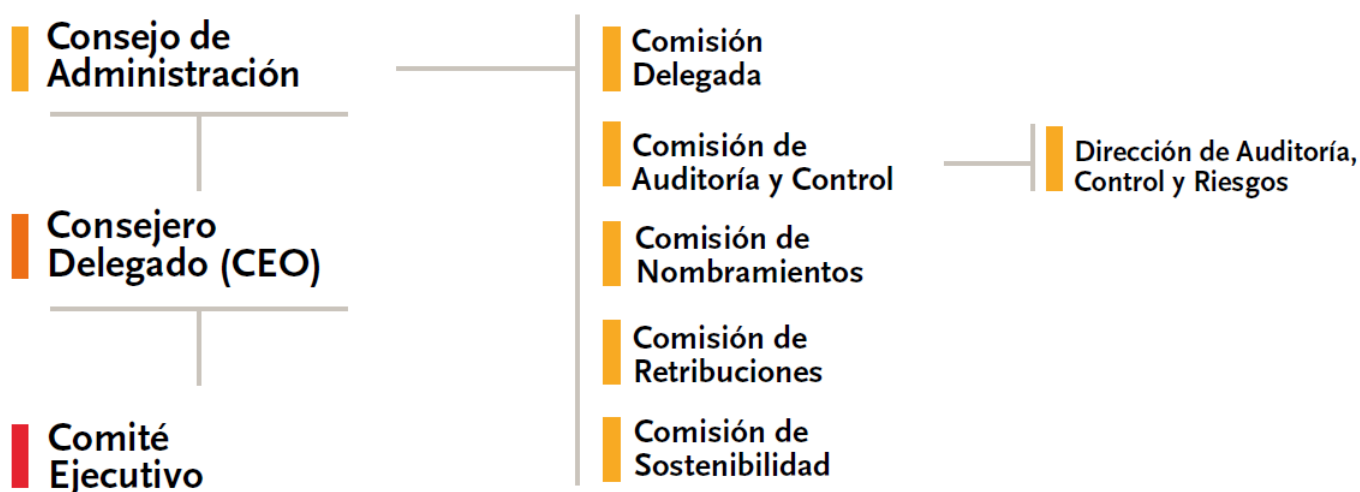 Consejo de
Administración
Consejero
Delegado (CEO)
Comité
Ejecutivo
Comisión
Delegada
Comisión de
Auditoría y Control
Dirección de Auditoría,
Control y Riesgos
Comisión de
Nombramientos
Comisión de
Retribuciones
Comisión de
Sostenibilidad